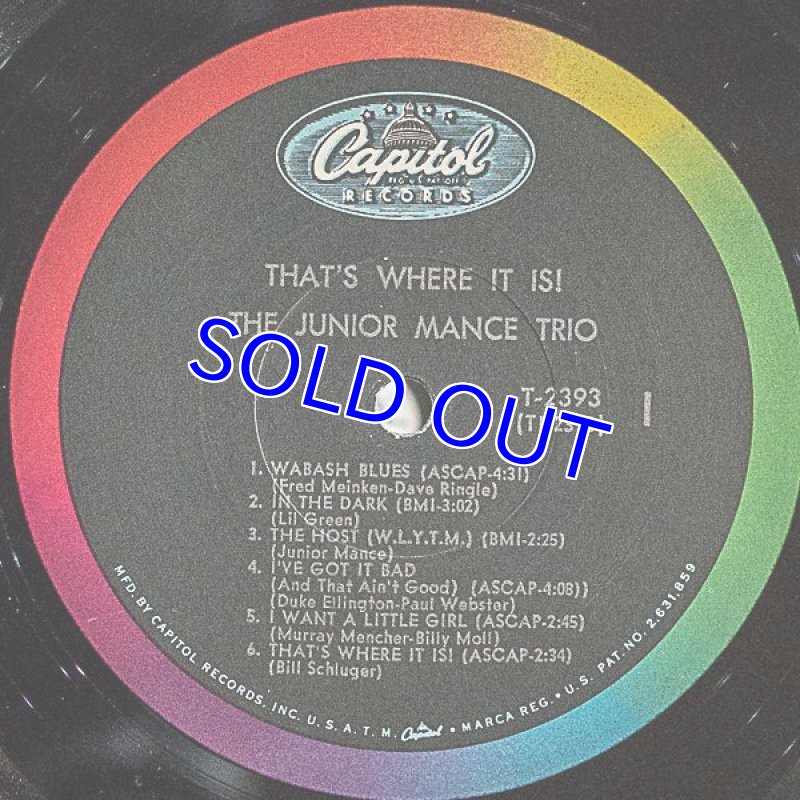 Capitol
REG. U.S. PAT. OFF.
RECORDS
THAT'S WHERE IT IS!
THE JUNIOR MANCE TRIO
SOLD OUT
T-2393
1. WABASH BLUES (ASCAP-4:31)
(Fred Meinken-Dave Ringle)
2. IN THE DARK (BMI-3:02)
(Lil Green)
3. THE HOST (W.L.Y.T.M.) (BMI-2:25)
(Junior Mance)
4. I'VE GOT IT BAD
(And That Ain't Good) (ASCAP-4:08))
(Duke Ellington-Paul Webster)
5. I WANT A LITTLE GIRL (ASCAP-2:45)
(Murray Mencher-Billy Moll)
6. THAT'S WHERE IT IS! (ASCAP-2:34)
(Bill Schluger)
MFD. BY CAPITOL RECORDS, INC. U. S. A. T. M. Capitol • MARCA REG. • U. S. PAT. NO. 2,631,859